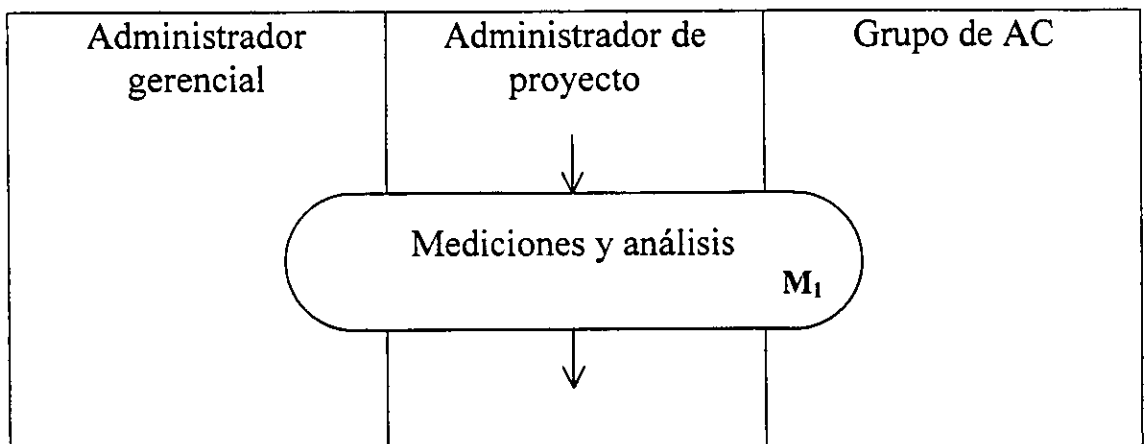 Administrador
gerencial
Administrador de
proyecto
Grupo de AC
Mediciones y análisis
M₁